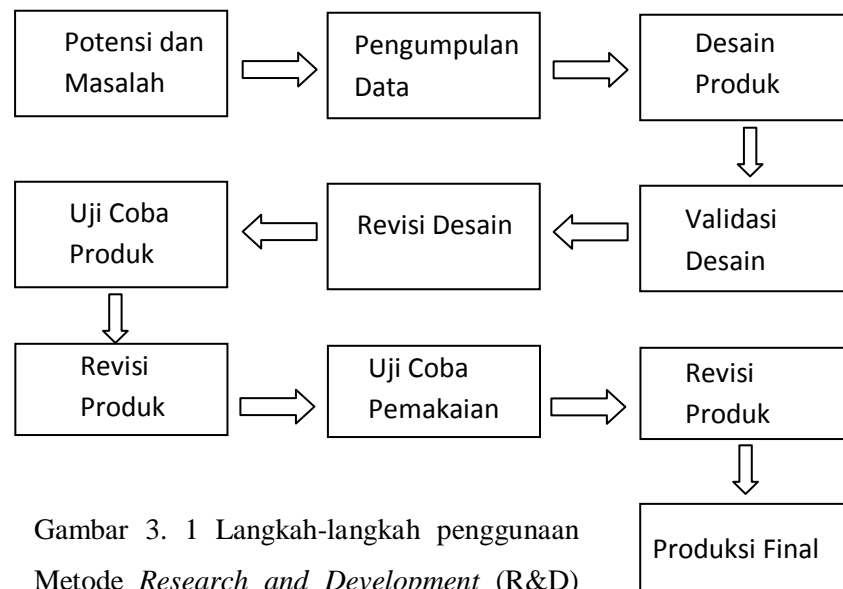 Potensi dan
Masalah
Pengumpulan
Data
Desain
Produk
Validasi
Desain
Revisi Desain
Uji Coba
Produk
Revisi
Produk
Uji Coba
Pemakaian
Revisi
Produk
Produksi Final
Gambar 3. 1 Langkah-langkah penggunaan
Metode Research and Development (R&D)